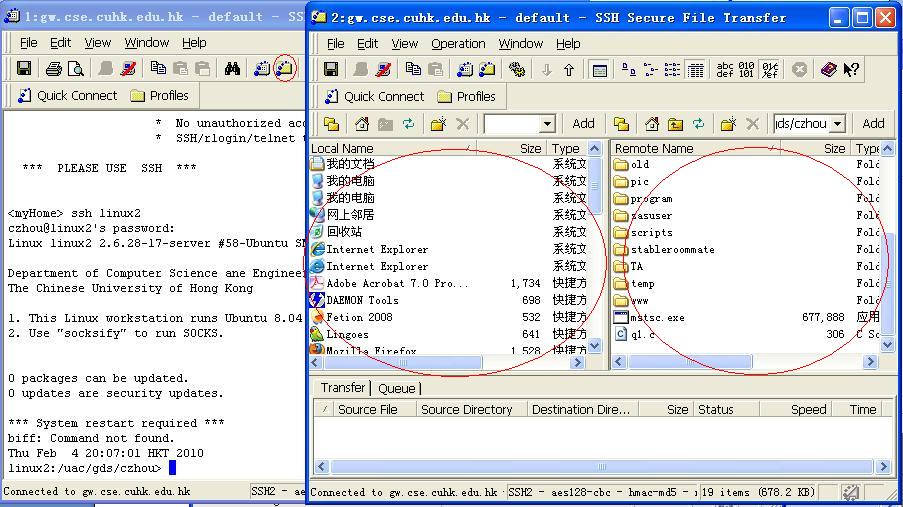 1:gw.cse.cuhk.edu.hk - default - SS
File Edit View Window Help
Quick Connect Profiles
* No unauthorized acc
* SSH/rlogin/telnet t
*** PLEASE USE SSH ***
<myHome> ssh linux2
czhou@linux2's password:
Linux linux2 2.6.28-17-server #58-Ubuntu SM
Department of Computer Science ane Enginee
The Chinese University of Hong Kong
1. This Linux workstation runs Ubuntu 8.04
2. Use "socksify" to run SOCKS.
0 packages can be updated.
0 updates are security updates.
*** System restart required ***
biff: Command not found.
Thu Feb 4 20:07:01 HKT 2010
linux2:/uac/gds/czhou>
Connected to gw.cse.cuhk.edu.hk SSH2 - ae
2:gw.cse.cuhk.edu.hk - default - SSH Secure File Transfer
File Edit View Operation Window Help
abc def 101 010
Quick Connect Profiles
Add
ds/czhou Add
Local Name Size Type
我的文档 系统文
我的电脑 系统文
我的电脑 系统文
网上邻居 系统文
回收站 系统文
Internet Explorer 系统文
Internet Explorer 系统文
Adobe Acrobat 7.0 Pro... 1,734 快捷方
DAEMON Tools 698 快捷方
Fetion 2008 532 快捷方
Lingoes 641 快捷方
Mozilla Firefox 1,528 快捷方
Remote Name Size Type
old Fold
pic Fold
program Fold
sasuser Fold
scripts Fold
stableroommate Fold
TA Fold
temp Fold
www Fold
mstsc.exe 677,888 应用
q1.c 306 C So
Transfer Queue
Source File Source Directory Destination Dire... Size Status Speed Time
Connected to gw.cse.cuhk.edu.hk SSH2 - aes128-cbc - hmac-md5 - 19 items (678.2 KB)